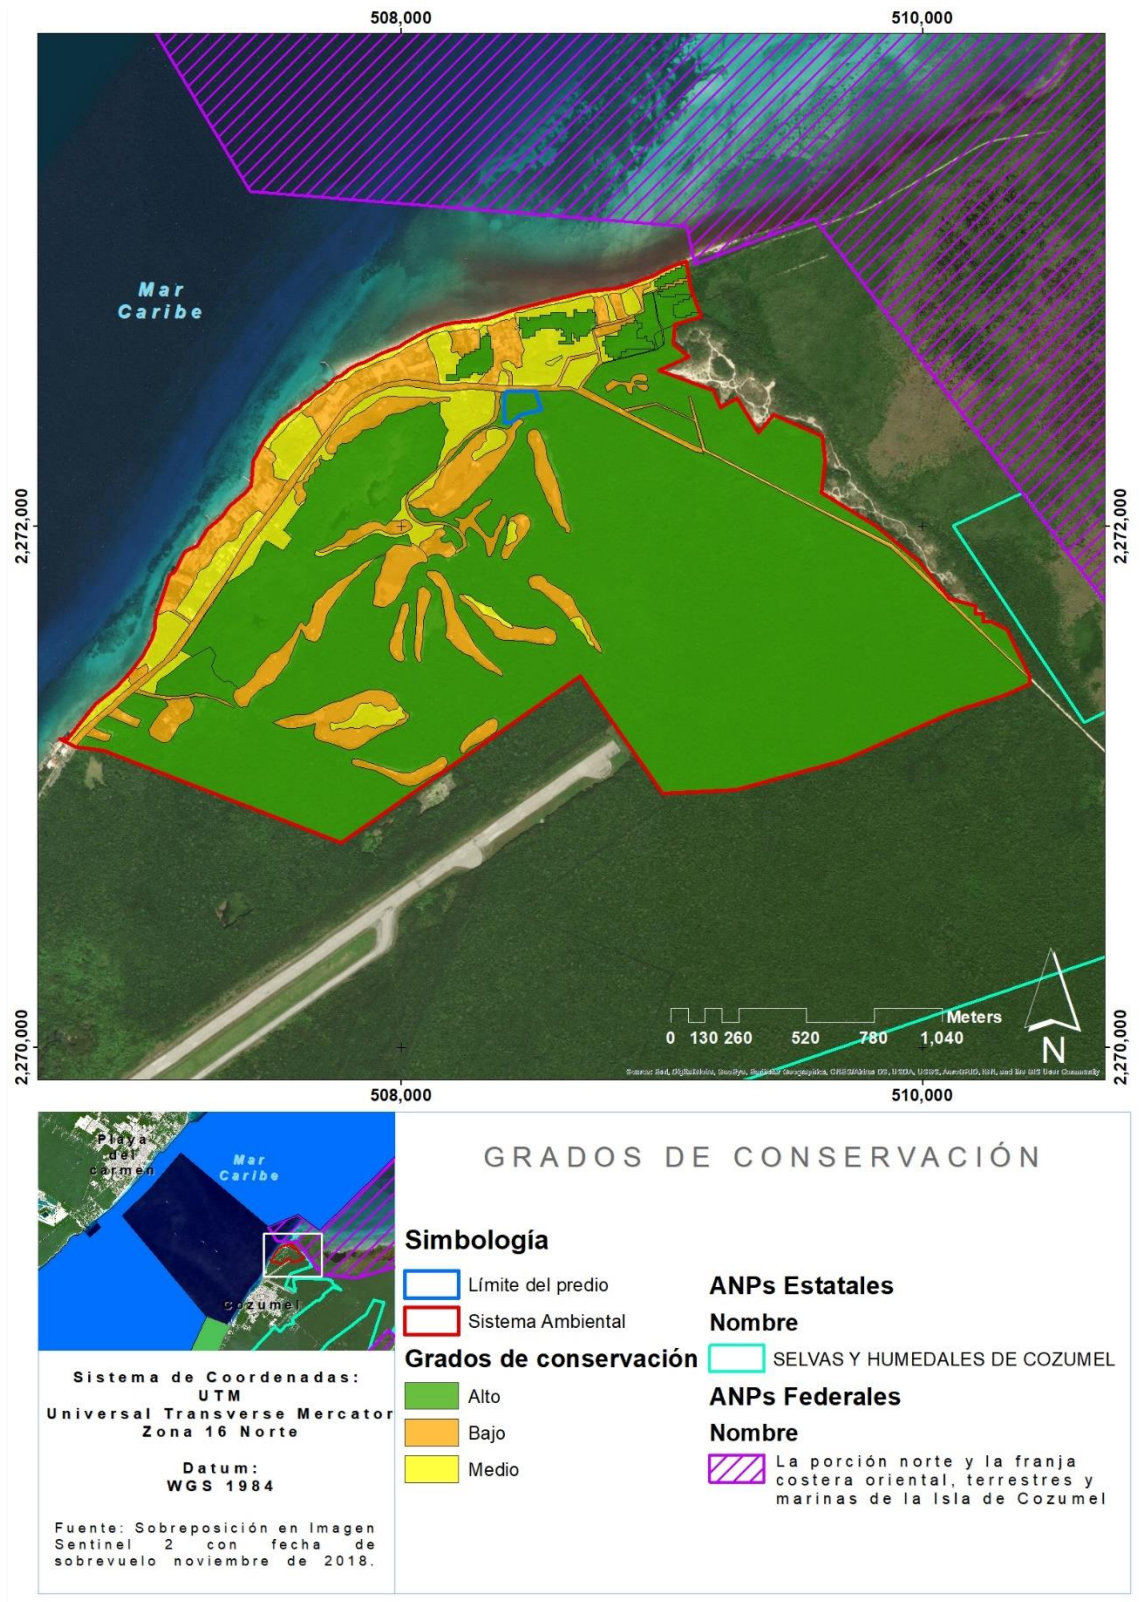 508,000
510,000
Mar
Caribe
2,272,000
2,272,000
Meters
0 130 260 520 780 1,040
N
2,270,000
2,270,000
508,000
510,000
Playa
del
carmen
Mar
Caribe
Cozumel
GRADOS DE CONSERVACIÓN
Simbología
Límite del predio
Sistema Ambiental
Grados de conservación
Alto
Bajo
Medio
ANPs Estatales
Nombre
SELVAS Y HUMEDALES DE COZUMEL
ANPs Federales
Nombre
La porción norte y la franja
costera oriental, terrestres y
marinas de la Isla de Cozumel
Sistema de Coordenadas:
UTM
Universal Transverse Mercator
Zona 16 Norte
Datum:
WGS 1984
Fuente: Sobreposición en Imagen
Sentinel 2 con fecha de
sobrevuelo noviembre de 2018.